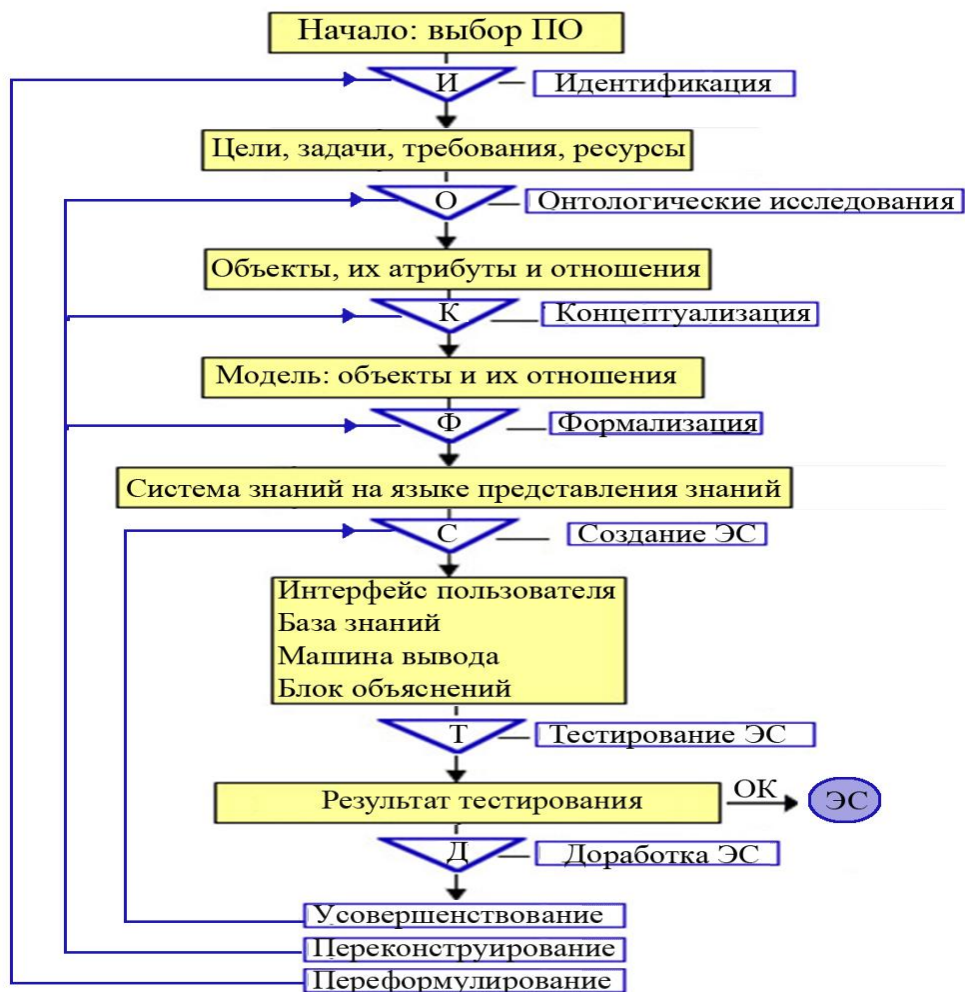 Начало: выбор ПО
И
Идентификация
Цели, задачи, требования, ресурсы
О
Онтологические исследования
Объекты, их атрибуты и отношения
К
Концептуализация
Модель: объекты и их отношения
Ф
Формализация
Система знаний на языке представления знаний
С
Создание ЭС
Интерфейс пользователя
База знаний
Машина вывода
Блок объяснений
Т
Тестирование ЭС
Результат тестирования
ОК
ЭС
Д
Доработка ЭС
Усовершенствование
Переконструирование
Переформулирование